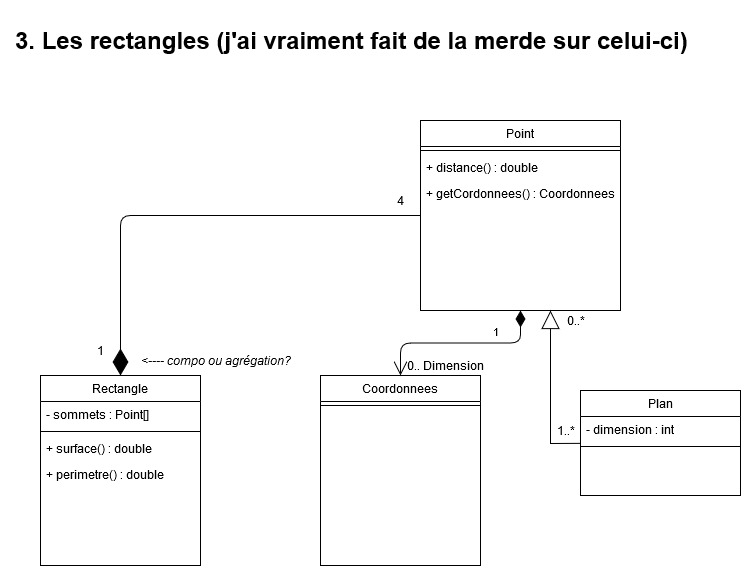 3. Les rectangles (j'ai vraiment fait de la merde sur celui-ci)
Point
+ distance() : double
+ getCordonnees() : Coordonnees
4
1
0..*
1
<---- compo ou agrégation?
0.. Dimension
Rectangle
- sommets : Point[]
+ surface() : double
+ perimetre() : double
Coordonnees
Plan
1..*
- dimension : int